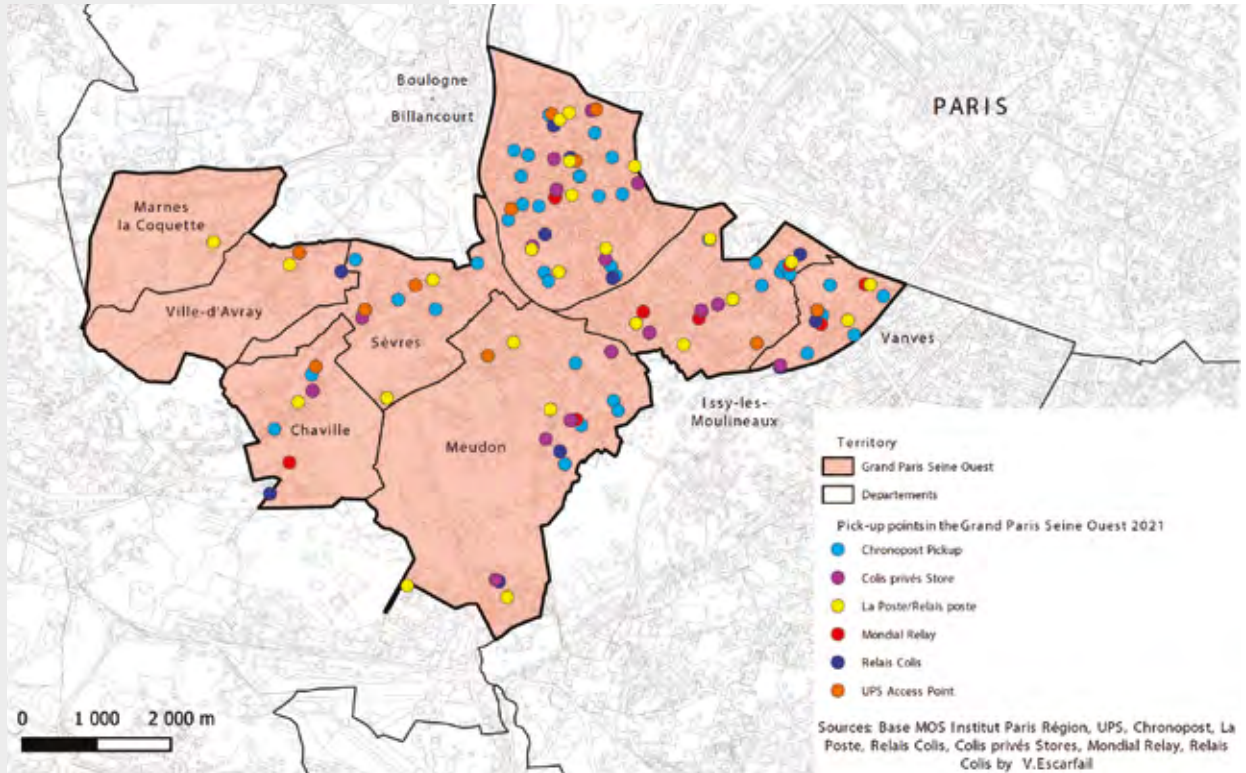 Boulogne
-
Billancourt
PARIS
Marnes
la Coquette
Ville-d'Avray
Sèvres
Vanves
Issy-les-
Moulineaux
Chaville
Meudon
Territory
Grand Paris Seine Ouest
Departements
Pick-up points in the Grand Paris Seine Ouest 2021
Chronopost Pickup
Colis privés Store
La Poste/Relais poste
Mondial Relay
Relais Colis
UPS Access Point
0 1 000 2 000 m
Sources: Base MOS Institut Paris Région, UPS, Chronopost, La
Poste, Relais Colis, Colis privés Stores, Mondial Relay, Relais
Colis by V.Escarfail